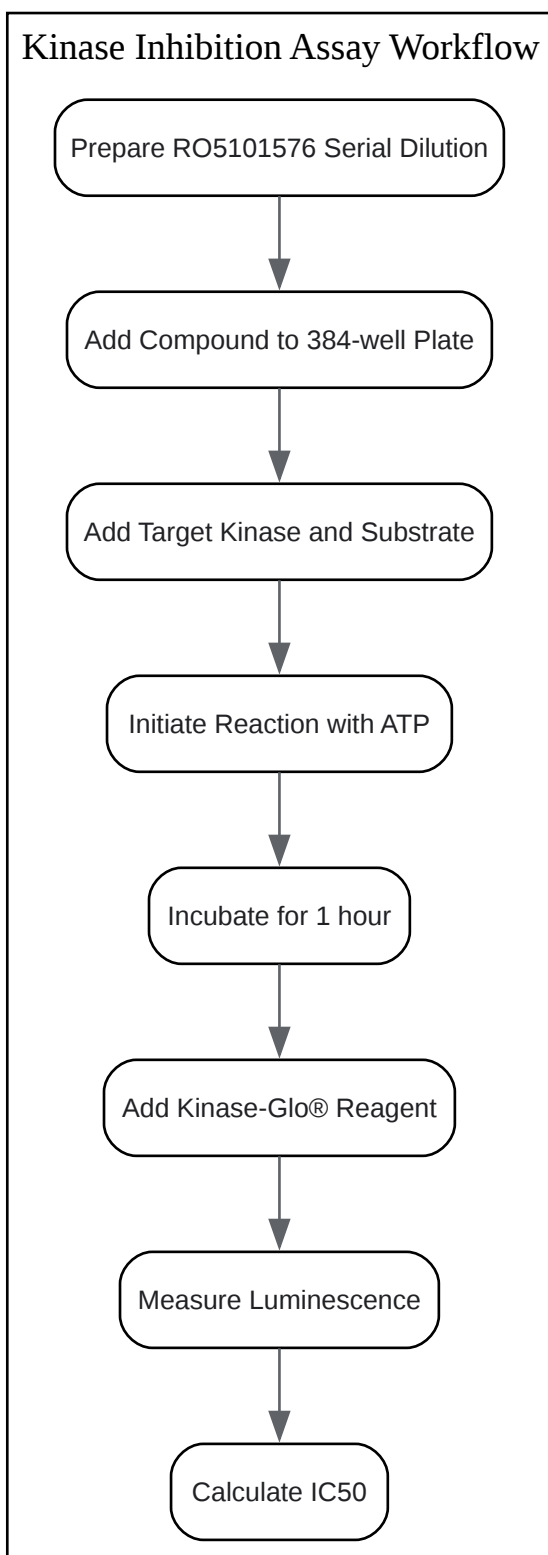 Kinase Inhibition Assay Workflow
Prepare RO5101576 Serial Dilution
Add Compound to 384-well Plate
Add Target Kinase and Substrate
Initiate Reaction with ATP
Incubate for 1 hour
Add Kinase-Glo® Reagent
Measure Luminescence
Calculate IC50